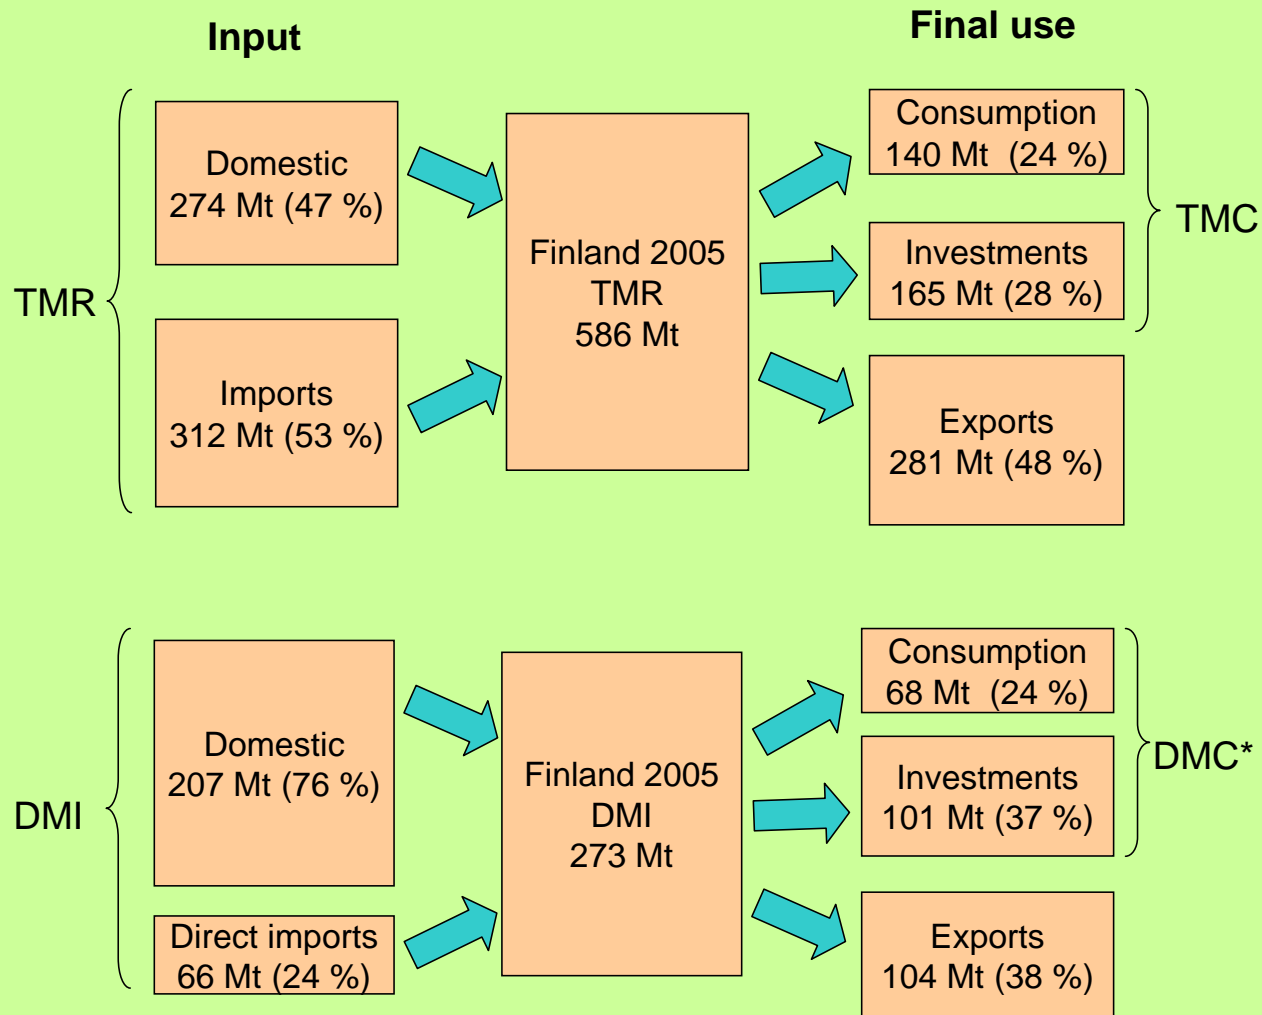 Input
Final use
TMR
Domestic
274 Mt (47 %)
Imports
312 Mt (53 %)
Finland 2005
TMR
586 Mt
Consumption
140 Mt (24 %)
Investments
165 Mt (28 %)
TMC
Exports
281 Mt (48 %)
DMI
Domestic
207 Mt (76 %)
Direct imports
66 Mt (24 %)
Finland 2005
DMI
273 Mt
Consumption
68 Mt (24 %)
Investments
101 Mt (37 %)
DMC*
Exports
104 Mt (38 %)